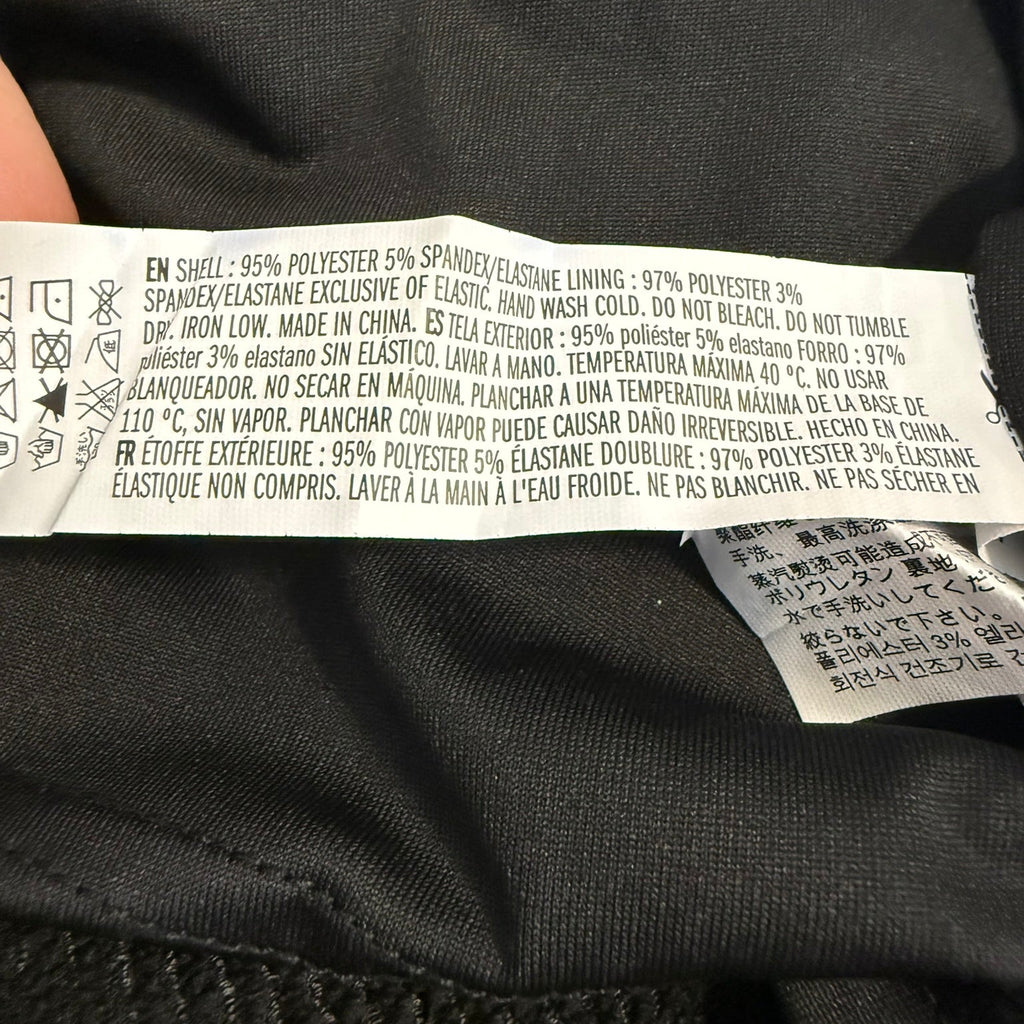 EN SHELL : 95% POLYESTER 5% SPANDEX/ELASTANE LINING : 97% POLYESTER 3%
SPANDEX/ELASTANE EXCLUSIVE OF ELASTIC. HAND WASH COLD. DO NOT BLEACH. DO NOT TUMBLE
DRY. IRON LOW. MADE IN CHINA. ES TELA EXTERIOR : 95% poliéster 5% elastano FORRO : 97%
poliéster 3% elastano SIN ELÁSTICO. LAVAR A MANO. TEMPERATURA MÁXIMA 40 ºC. NO USAR
BLANQUEADOR. NO SECAR EN MÁQUINA. PLANCHAR A UNA TEMPERATURA MÁXIMA DE LA BASE DE
110 ºC, SIN VAPOR. PLANCHAR CON VAPOR PUEDE CAUSAR DAÑO IRREVERSIBLE. HECHO EN CHINA.
FR ÉTOFFE EXTÉRIEURE : 95% POLYESTER 5% ÉLASTANE DOUBLURE : 97% POLYESTER 3% ÉLASTANE
ÉLASTIQUE NON COMPRIS. LAVER À LA MAIN À L'EAU FROIDE. NE PAS BLANCHIR. NE PAS SÉCHER EN
低
聚酯纤维
手洗、最高洗涤
蒸汽熨烫可能造成
ポリウレタン 裏地
水で手洗いしてくだ
絞らないで下さい。
폴리에스터 3% 엘리
회전식 건조기로